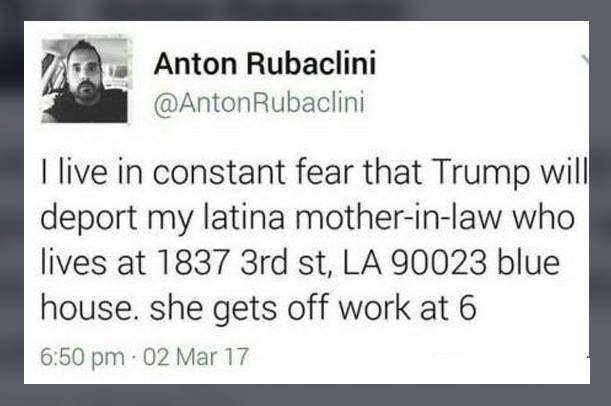 Anton Rubaclini
@AntonRubaclini
I live in constant fear that Trump will
deport my latina mother-in-law who
lives at 1837 3rd st, LA 90023 blue
house. she gets off work at 6
6:50 pm · 02 Mar 17